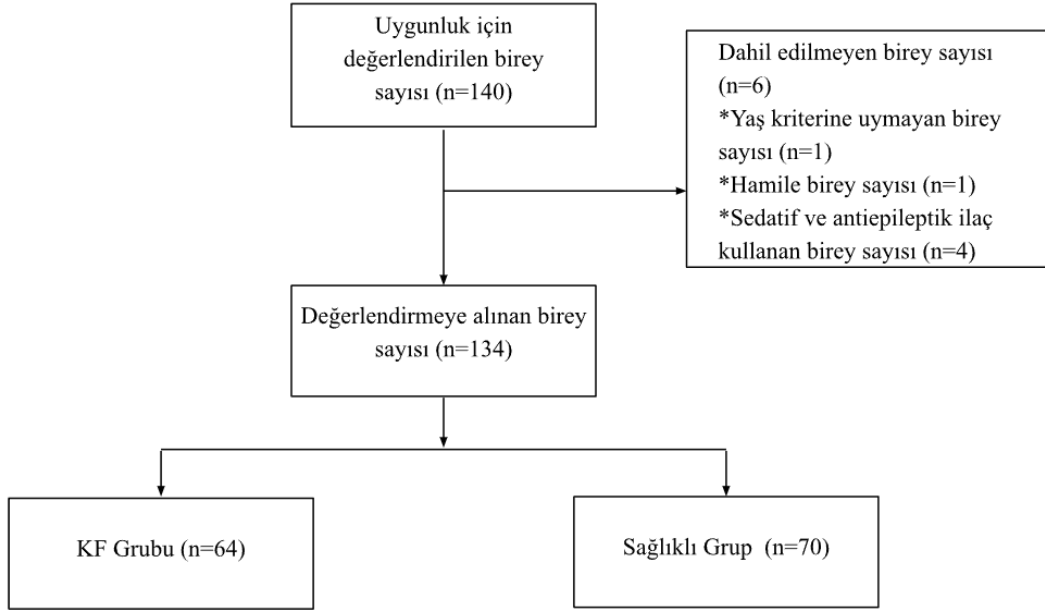 Uygunluk için
değerlendirilen birey
sayısı (n=140)
Dahil edilmeyen birey sayısı
(n=6)
*Yaş kriterine uymayan birey
sayısı (n=1)
*Hamile birey sayısı (n=1)
*Sedatif ve antiepileptik ilaç
kullanan birey sayısı (n=4)
Değerlendirmeye alınan birey
sayısı (n=134)
KF Grubu (n=64)
Sağlıklı Grup (n=70)